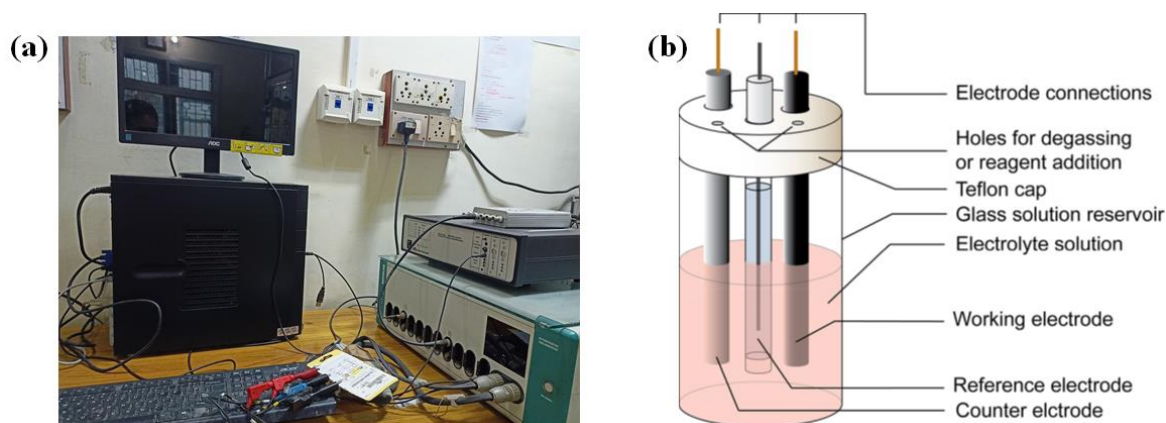 (a)
AOC
(b)
Electrode connections
Holes for degassing
or reagent addition
Teflon cap
Glass solution reservoir
Electrolyte solution
Working electrode
Reference electrode
Counter elctrode